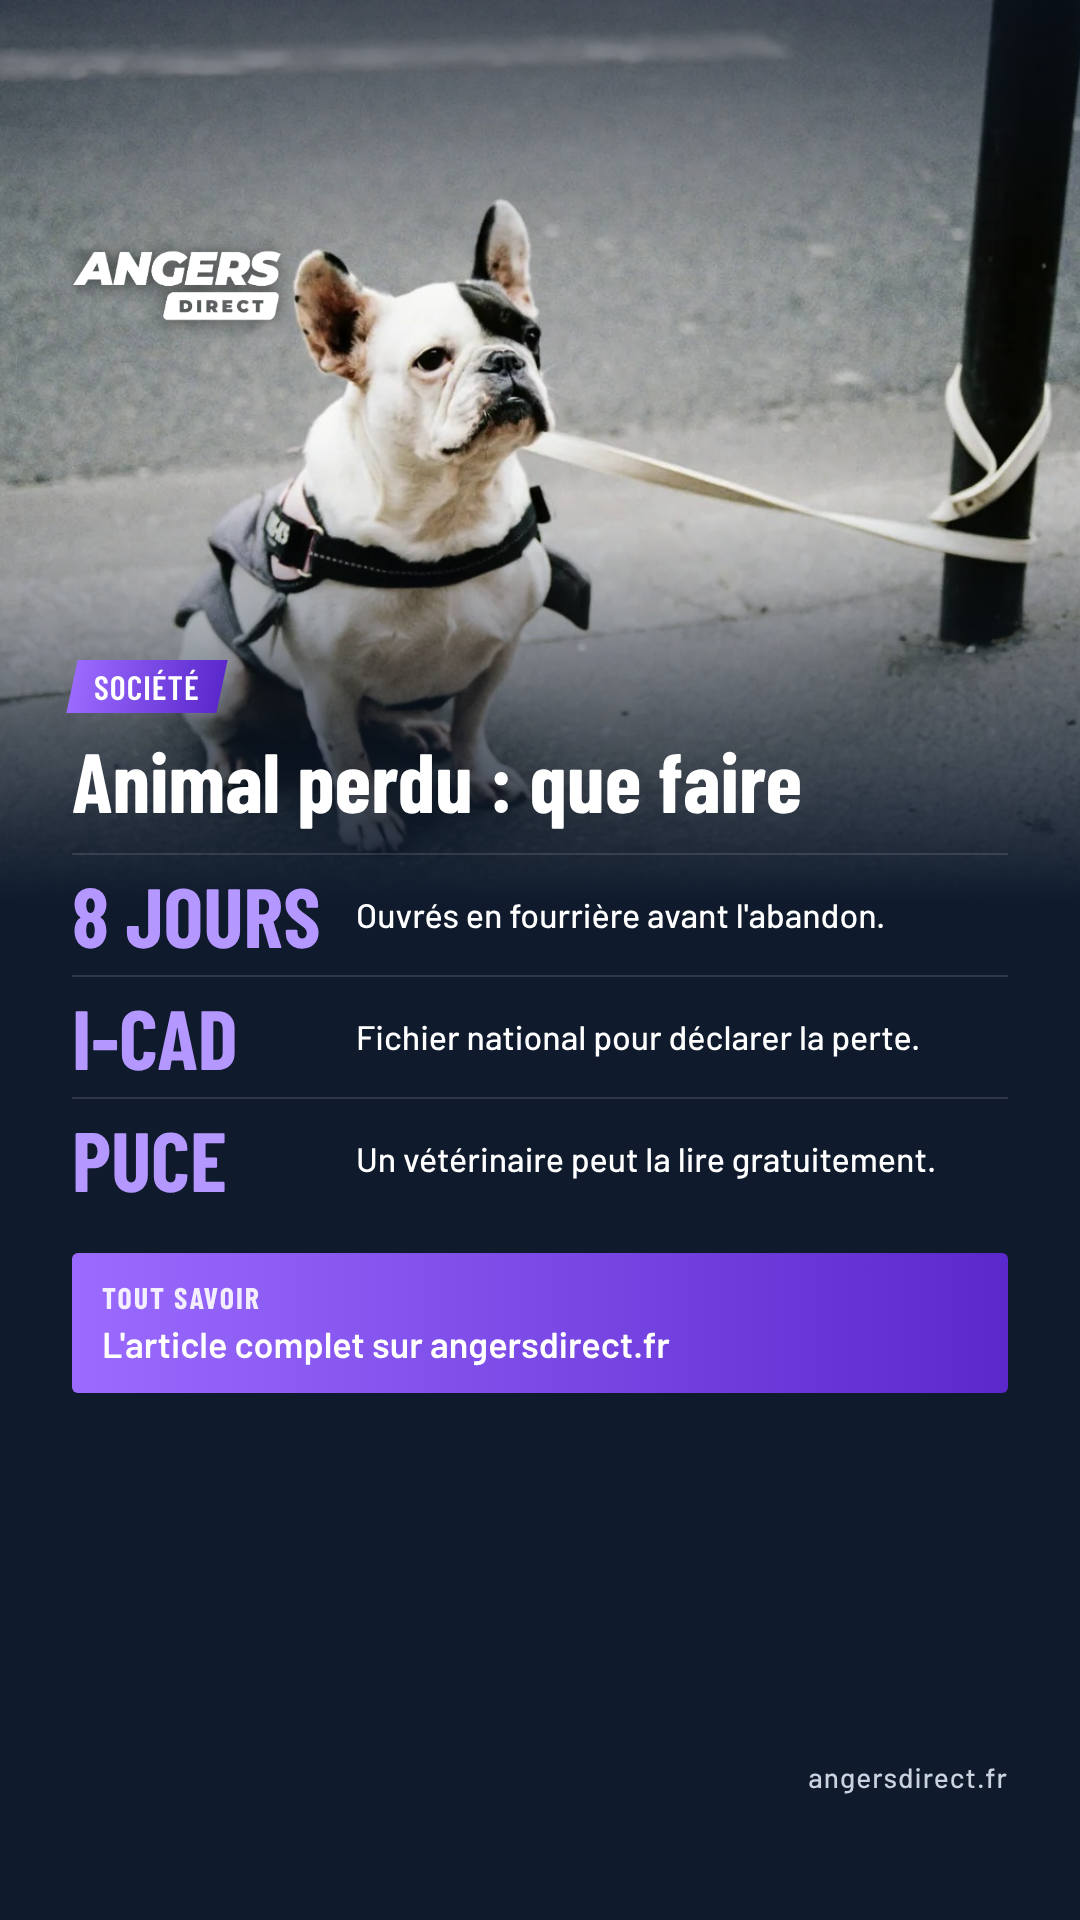 ANGERS
DIRECT
SOCIÉTÉ
Animal perdu : que faire
8 JOURS Ouvrés en fourrière avant l'abandon.
I-CAD Fichier national pour déclarer la perte.
PUCE Un vétérinaire peut la lire gratuitement.
TOUT SAVOIR
L'article complet sur angersdirect.fr
angersdirect.fr